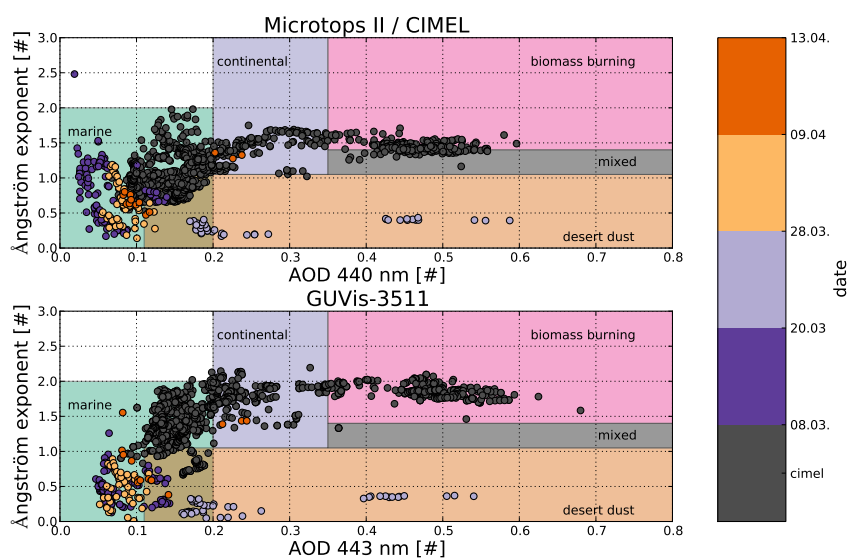 Microtops II / CIMEL
Ångström exponent [#]
3.0
2.5
2.0
1.5
1.0
0.5
0.0
continental
biomass burning
marine
mixed
desert dust
0.0 0.1 0.2 0.3 0.4 0.5 0.6 0.7 0.8
AOD 440 nm [#]
GUVis-3511
Ångström exponent [#]
3.0
2.5
2.0
1.5
1.0
0.5
0.0
continental
biomass burning
marine
mixed
desert dust
0.0 0.1 0.2 0.3 0.4 0.5 0.6 0.7 0.8
AOD 443 nm [#]
13.04.
09.04
28.03.
20.03
08.03.
cimel
date